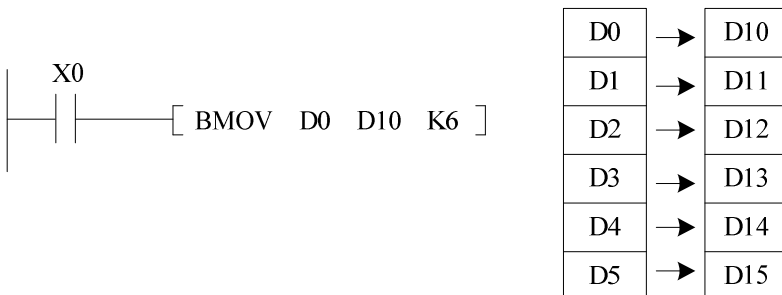 X0
[ BMOV D0 D10 K6 ]
D0 D10
D1 D11
D2 D12
D3 D13
D4 D14
D5 D15